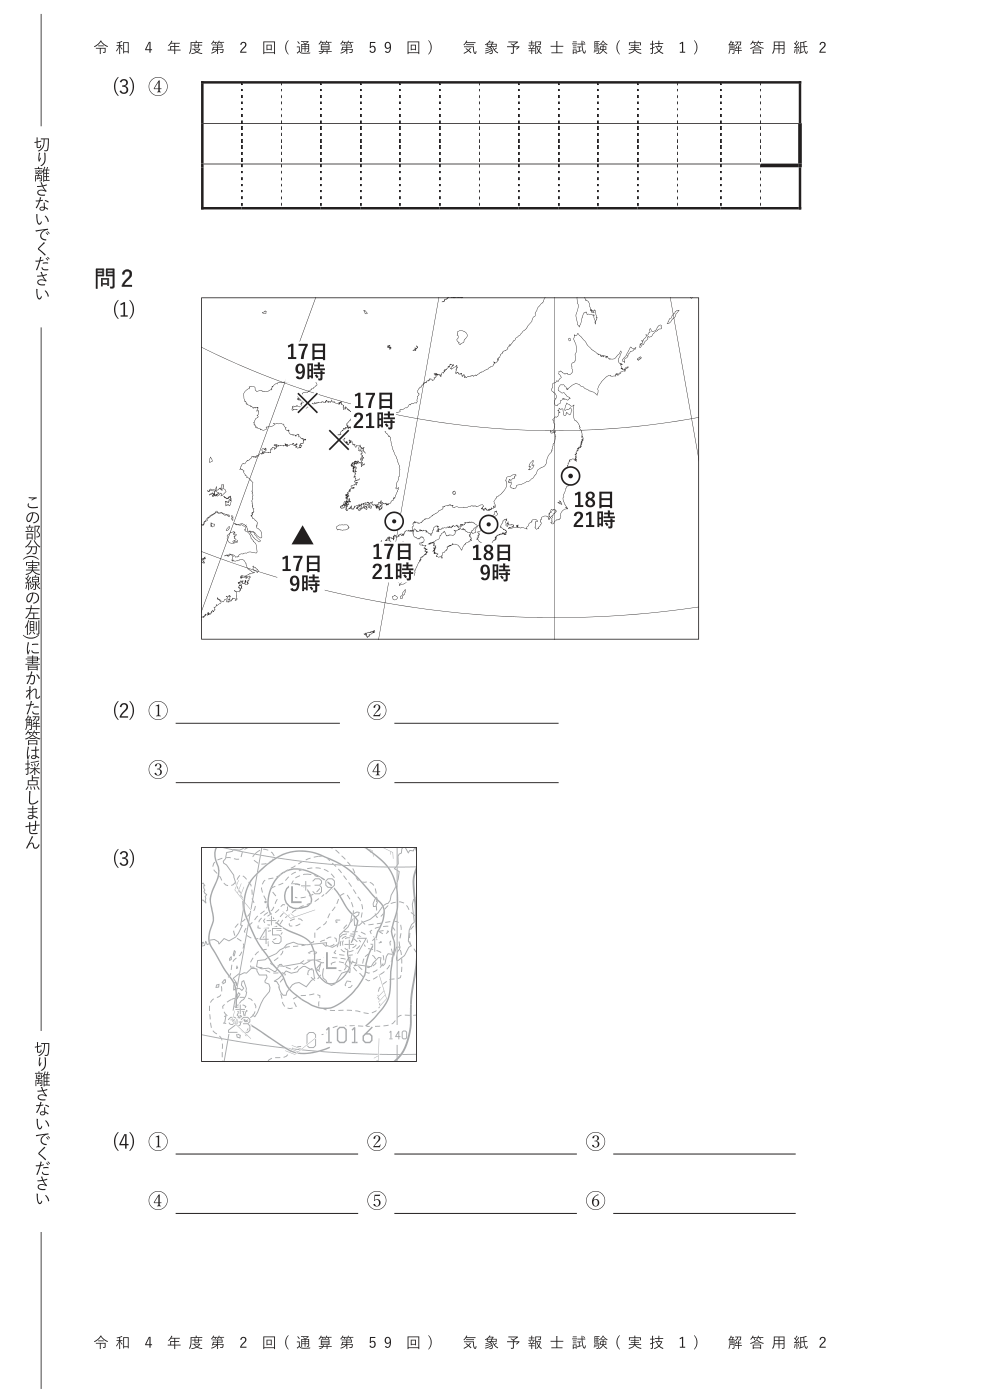 令和4年度第2回(通算第59回) 気象予報士試験(実技1) 解答用紙2
(3) ④
問2
(1)
17日
9時
17日
21時
18日
21時
17日
21時
18日
9時
17日
9時
(2) ① ②
③ ④
(3)
L +39
+
45
+71
L
+
23
0 1016 140
(4) ① ② ③
④ ⑤ ⑥
令和4年度第2回(通算第59回) 気象予報士試験(実技1) 解答用紙2
切り離さないでください
この部分(実線の左側)に書かれた解答は採点しません
切り離さないでください